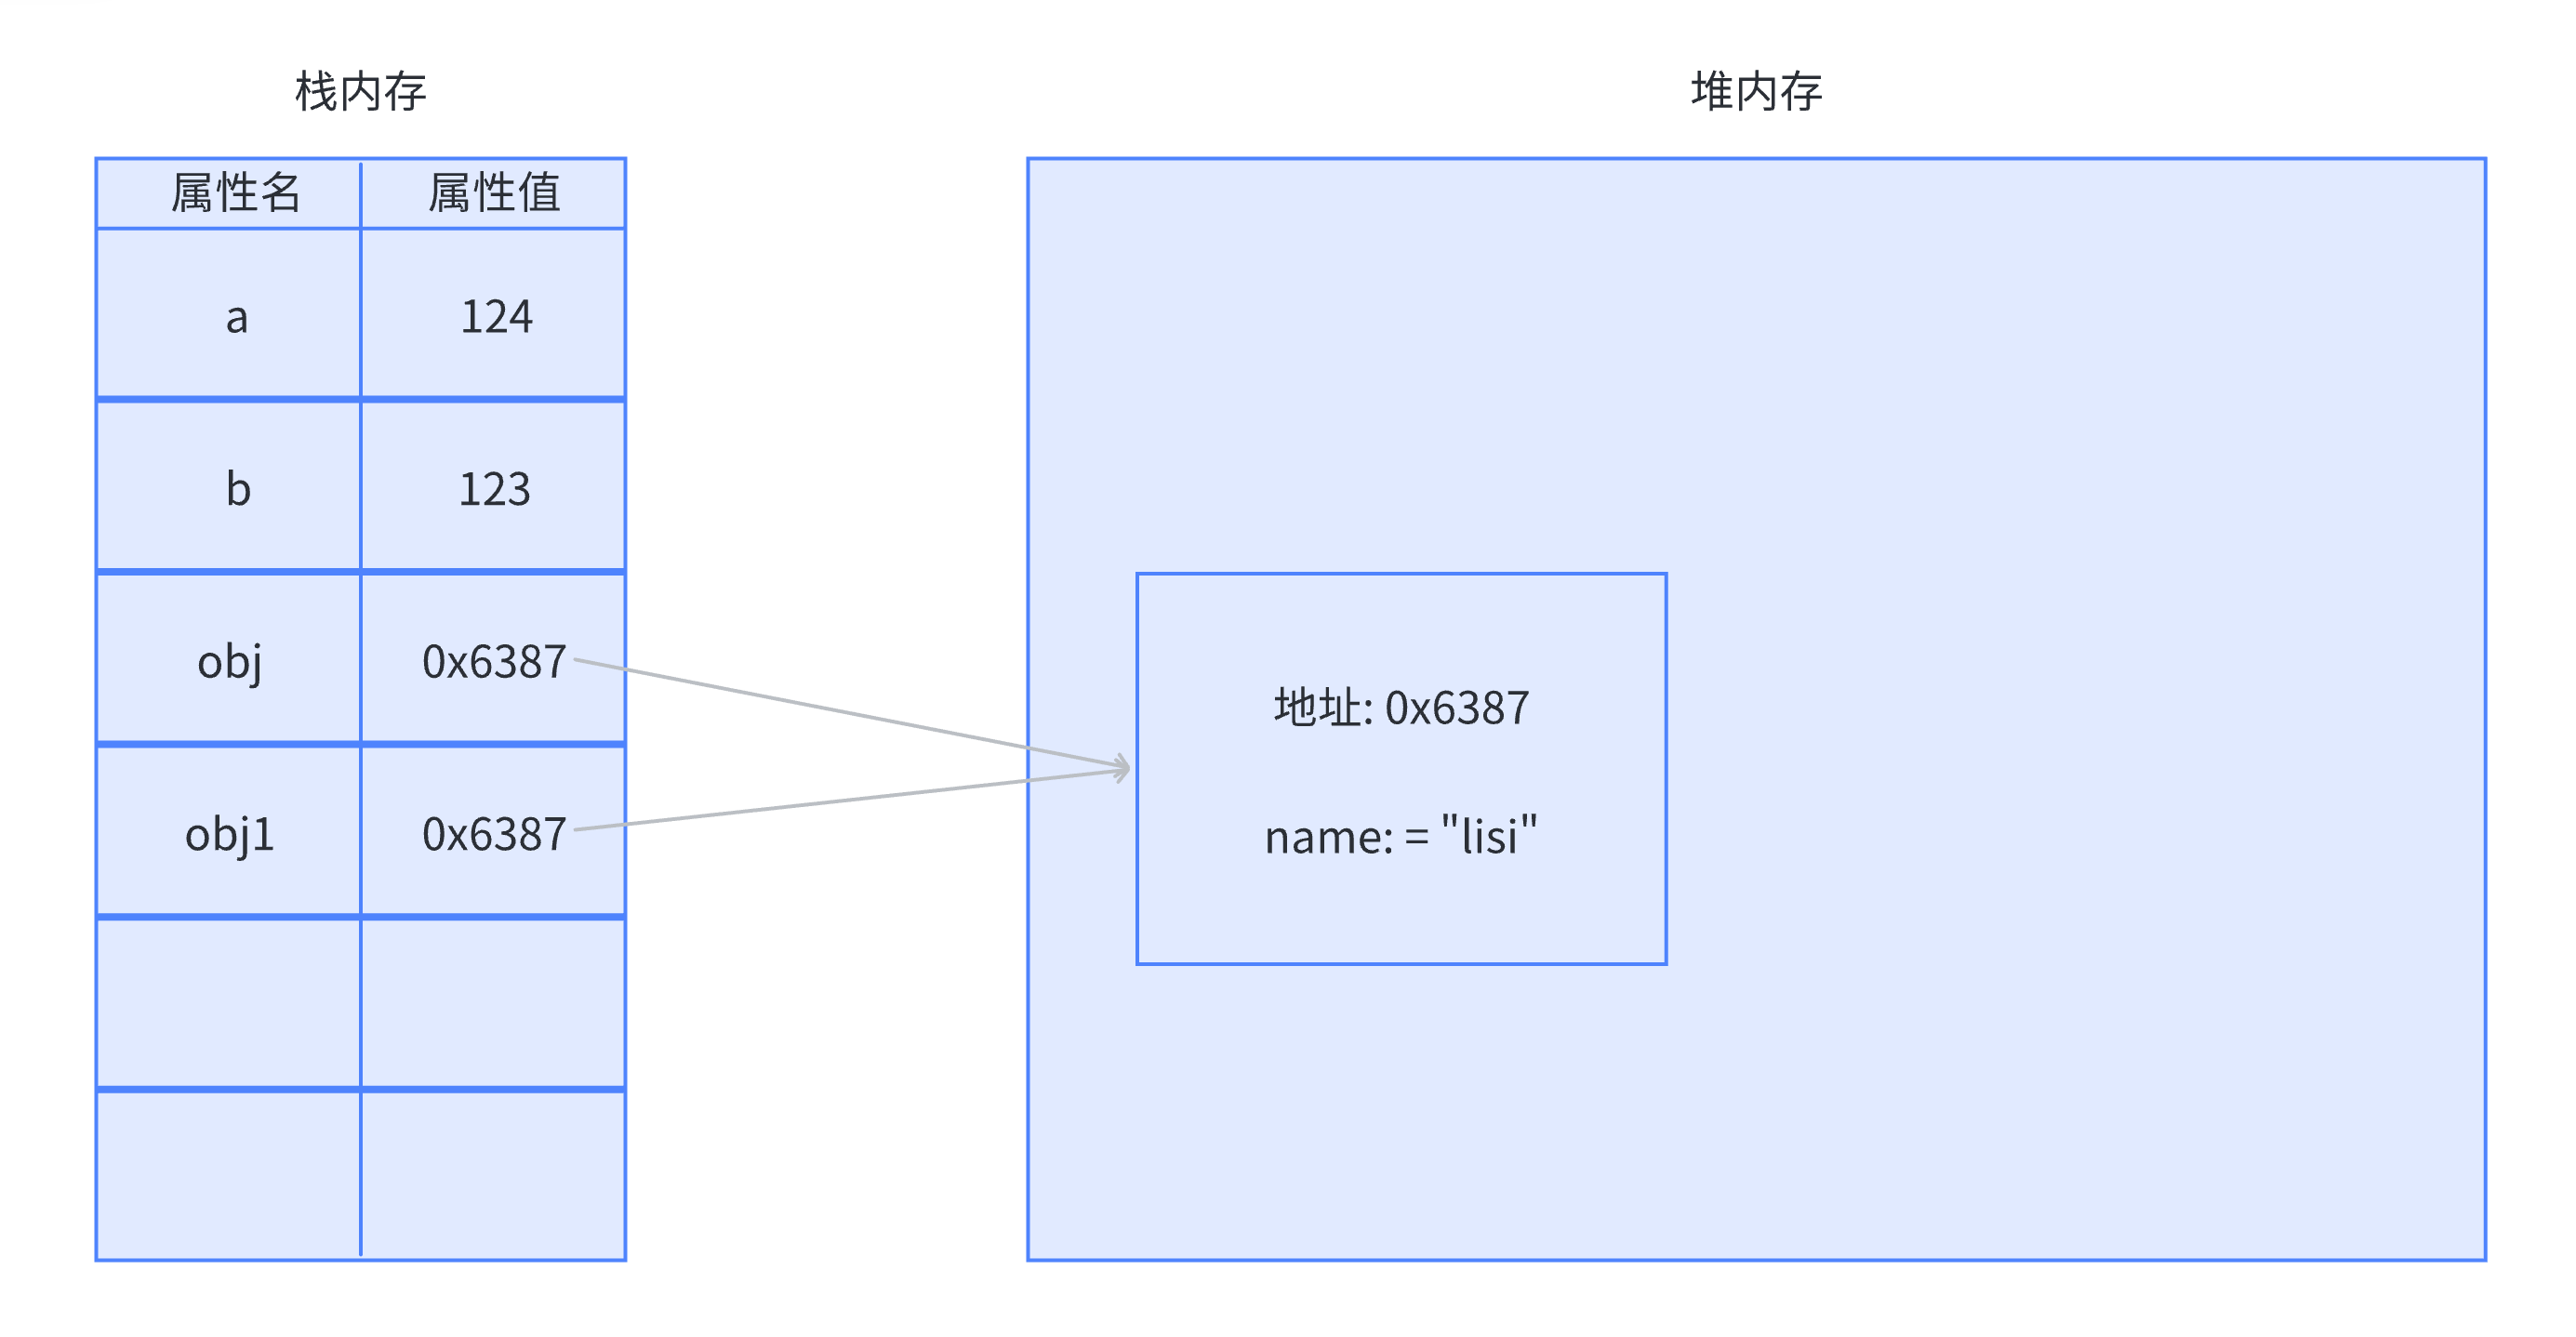 栈内存
堆内存
属性名 属性值
a 124
b 123
obj 0x6387
obj1 0x6387
地址: 0x6387
name: = "lisi"